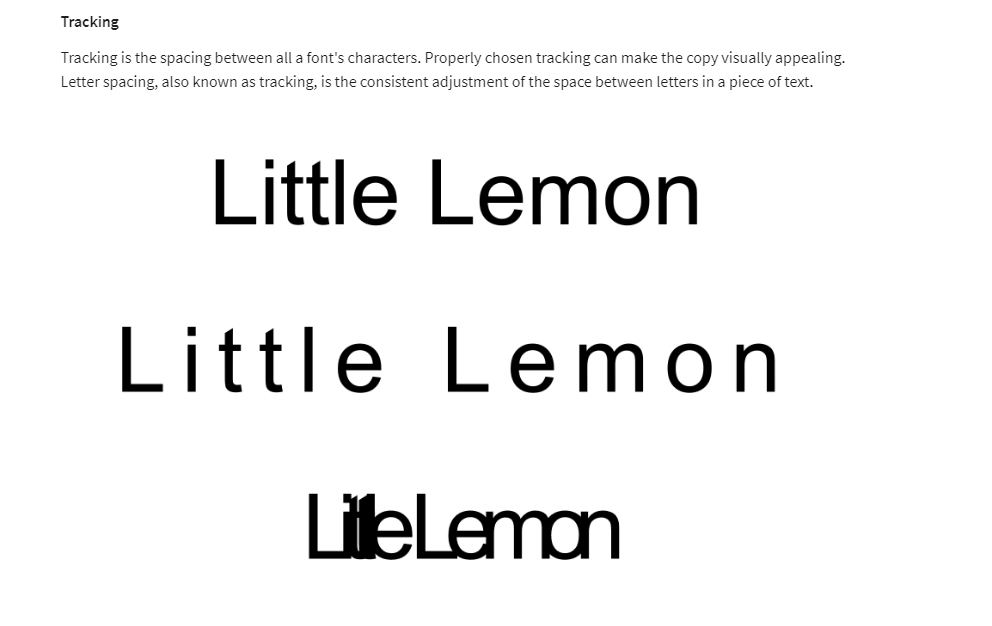 Tracking
Tracking is the spacing between all a font's characters. Properly chosen tracking can make the copy visually appealing.
Letter spacing, also known as tracking, is the consistent adjustment of the space between letters in a piece of text.
Little Lemon
Little Lemon
Little Lemon